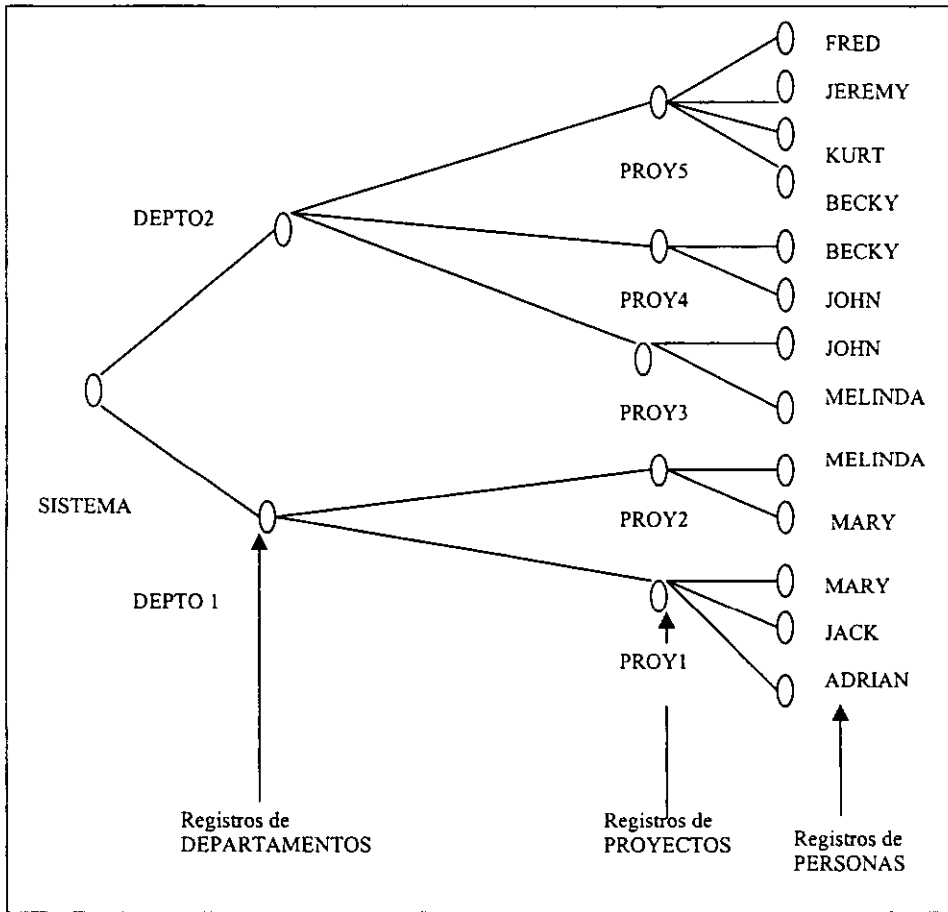 FRED
JEREMY
KURT
PROY5
BECKY
DEPTO2
BECKY
PROY4
JOHN
JOHN
PROY3
MELINDA
MELINDA
SISTEMA
PROY2
MARY
DEPTO 1
MARY
JACK
PROY1
ADRIAN
Registros de
DEPARTAMENTOS
Registros de
PROYECTOS
Registros de
PERSONAS